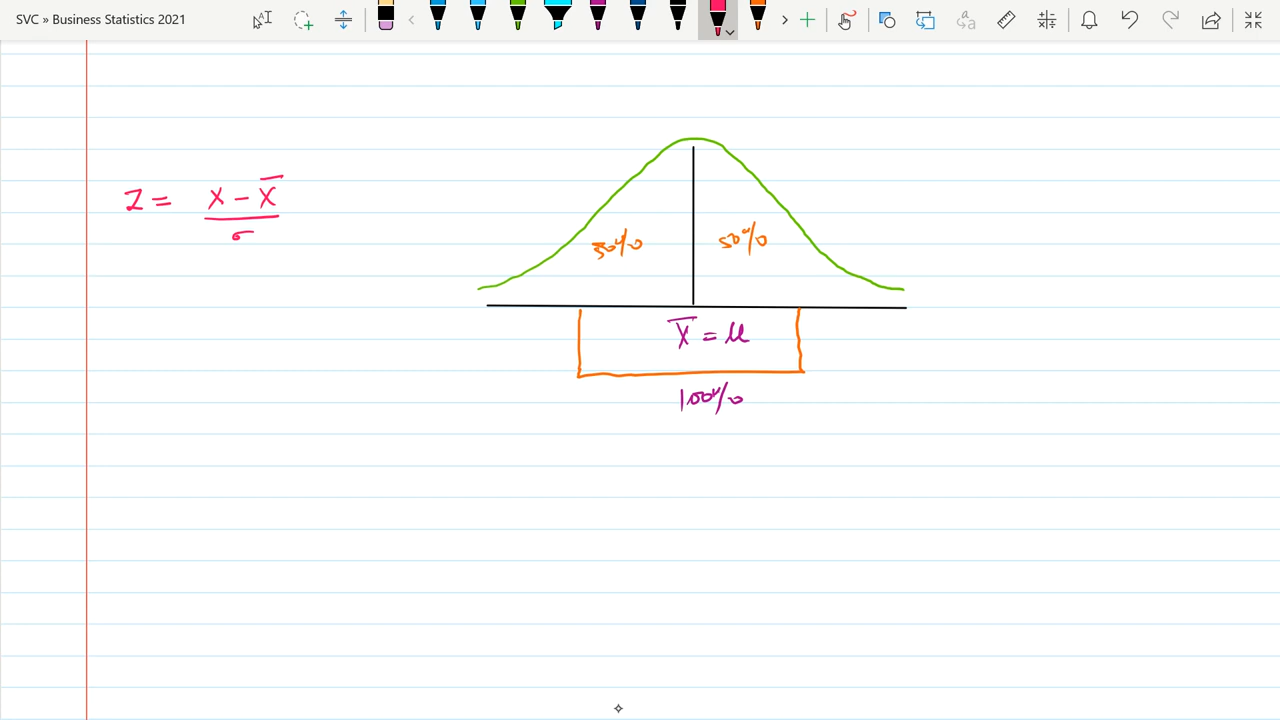 SVC » Business Statistics 2021
Z = X − X̅
σ
50% 50%
X̅ = μ
100%